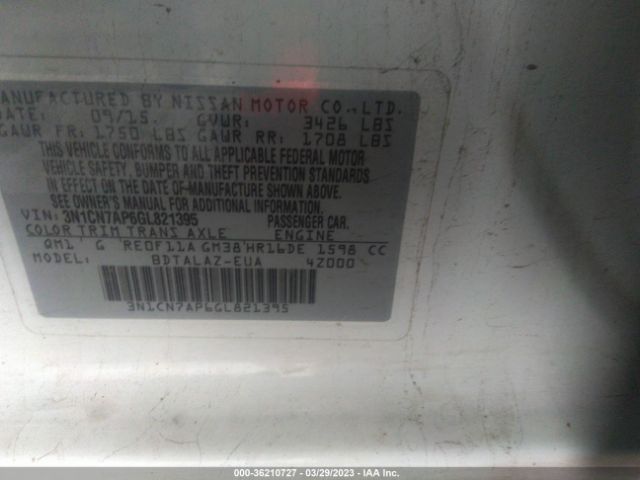 MANUFACTURED BY NISSAN MOTOR CO.,LTD.
DATE: 09/15 GVWR: 3426 LBS
GAWR FR: 1750 LBS GAWR RR: 1708 LBS
THIS VEHICLE CONFORMS TO ALL APPLICABLE FEDERAL MOTOR
VEHICLE SAFETY, BUMPER AND THEFT PREVENTION STANDARDS
IN EFFECT ON THE DATE OF MANUFACTURE SHOWN ABOVE.
SEE OWNER'S MANUAL FOR ADDITIONAL INFORMATION.
VIN: 3N1CN7AP6GL821395 PASSENGER CAR.
COLOR TRIM TRANS AXLE ENGINE
QM1 G RE0F11A GM38 HR16DE 1598 CC
MODEL: BDTALAZ-EUA 4Z000
3N1CN7AP6GL821395
000-36210727 — 03/29/2023 — IAA Inc.